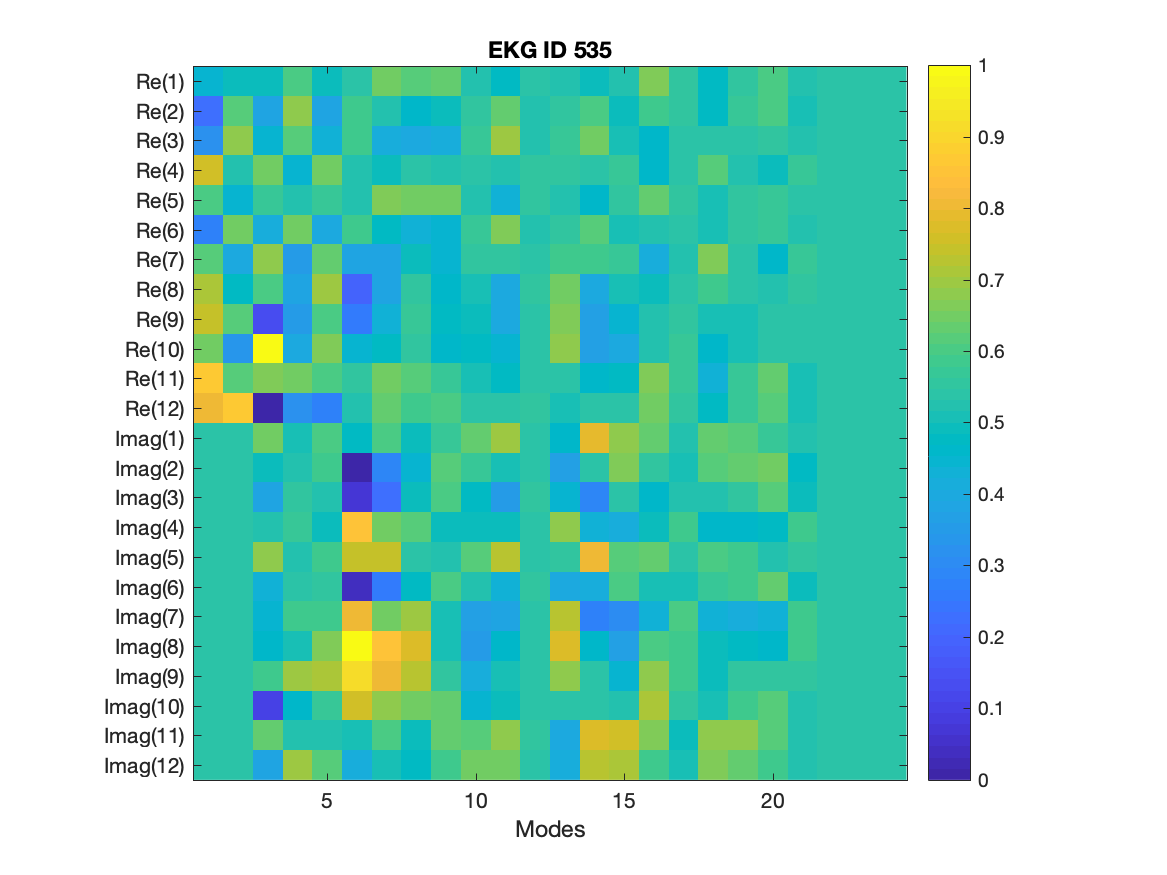 EKG ID 535
Re(1)
Re(2)
Re(3)
Re(4)
Re(5)
Re(6)
Re(7)
Re(8)
Re(9)
Re(10)
Re(11)
Re(12)
Imag(1)
Imag(2)
Imag(3)
Imag(4)
Imag(5)
Imag(6)
Imag(7)
Imag(8)
Imag(9)
Imag(10)
Imag(11)
Imag(12)
5 10 15 20
Modes
1
0.9
0.8
0.7
0.6
0.5
0.4
0.3
0.2
0.1
0